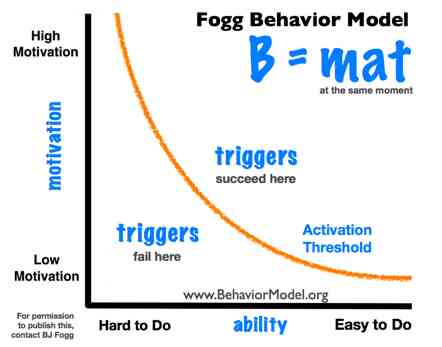 Fogg Behavior Model
B = mat
at the same moment
High
Motivation
motivation
triggers
succeed here
triggers
fail here
Activation
Threshold
Low
Motivation
www.BehaviorModel.org
For permission
to publish this,
contact BJ Fogg
Hard to Do
ability
Easy to Do